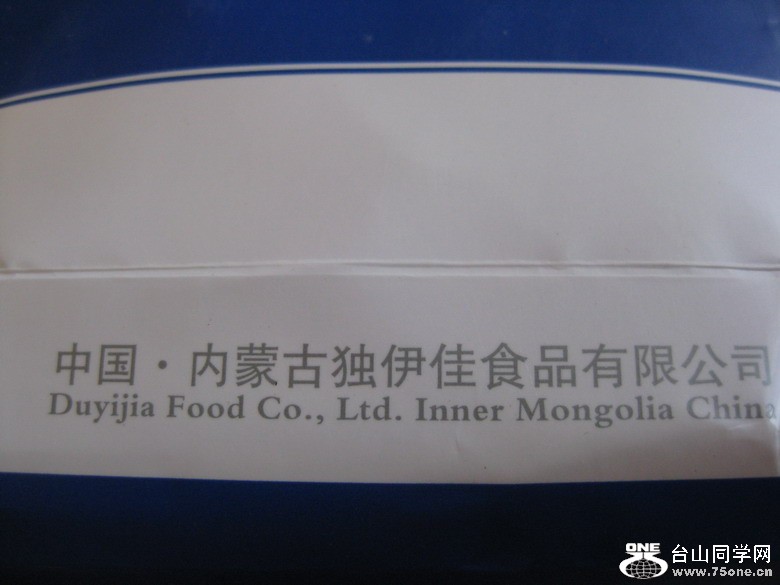 中国·内蒙古独伊佳食品有限公司
Duyijia Food Co., Ltd. Inner Mongolia China
ONE 台山同学网
www.75one.cn